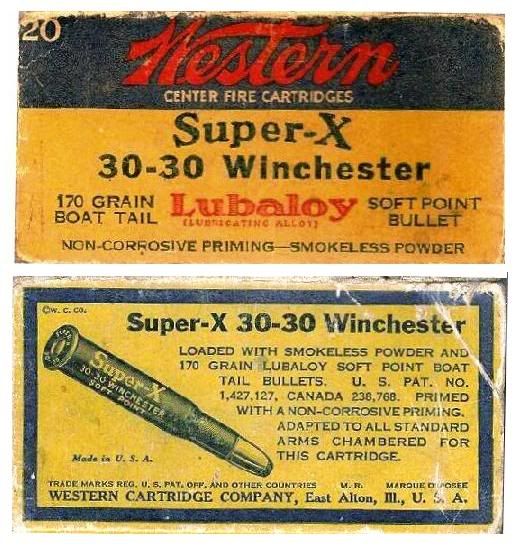 20
Western
CENTER FIRE CARTRIDGES
Super-X
30-30 Winchester
170 GRAIN BOAT TAIL
Lubaloy
(LUBRICATING ALLOY)
SOFT POINT BULLET
NON-CORROSIVE PRIMING—SMOKELESS POWDER
©W. C. CO.
Super-X 30-30 Winchester
LOADED WITH SMOKELESS POWDER AND
170 GRAIN LUBALOY SOFT POINT BOAT
TAIL BULLETS. U. S. PAT. NO.
1,427,127, CANADA 236,768. PRIMED
WITH A NON-CORROSIVE PRIMING.
ADAPTED TO ALL STANDARD
ARMS CHAMBERED FOR
THIS CARTRIDGE.
Super-X
30-30 WINCHESTER
SOFT POINT
Made in U. S. A.
TRADE MARKS REG. U. S. PAT. OFF. AND OTHER COUNTRIES M. R. MARQUE DEPOSEE
WESTERN CARTRIDGE COMPANY, East Alton, Ill., U. S. A.